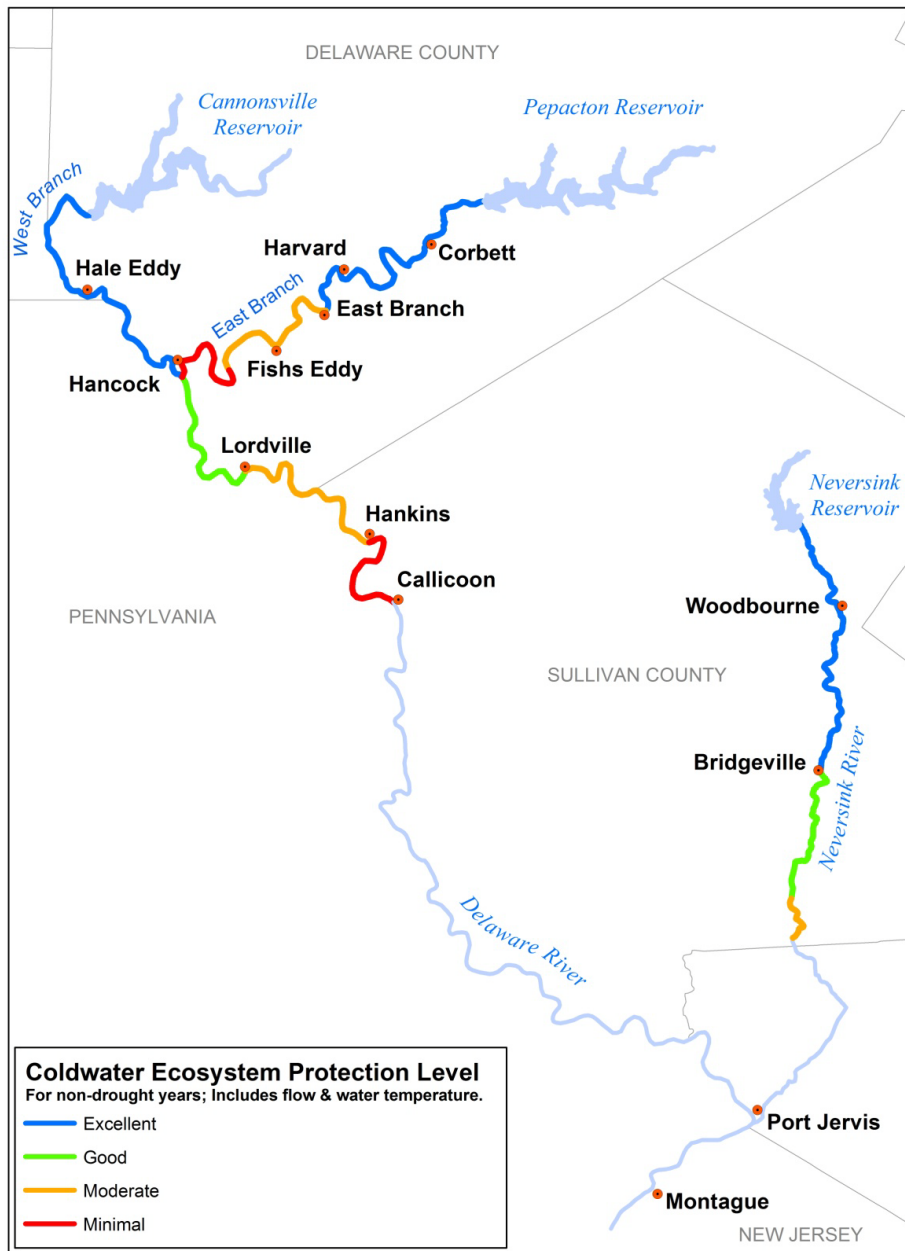 DELAWARE COUNTY
Cannonsville
Reservoir
Pepacton Reservoir
West Branch
Harvard
Corbett
Hale Eddy
East Branch
East Branch
Fishs Eddy
Hancock
Lordville
Neversink
Reservoir
Hankins
Callicoon
Woodbourne
PENNSYLVANIA
SULLIVAN COUNTY
Bridgeville
Neversink River
Delaware River
Coldwater Ecosystem Protection Level
For non-drought years; Includes flow & water temperature.
Excellent
Good
Moderate
Minimal
Port Jervis
Montague
NEW JERSEY